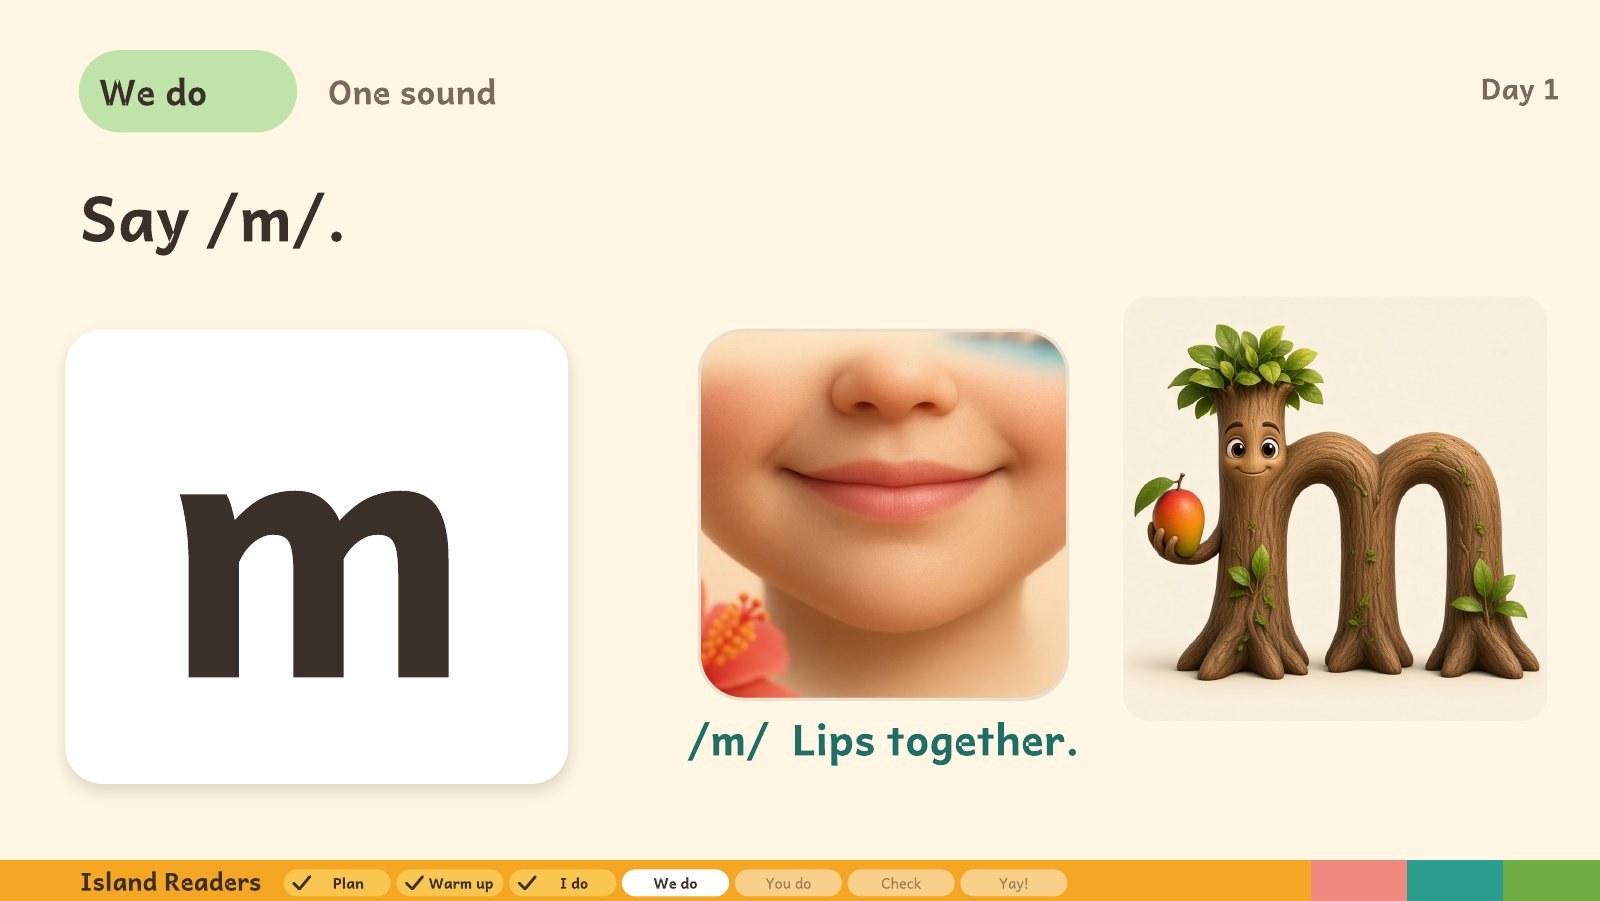 We do
One sound
Day 1
Say /m/.
m
m
/m/ Lips together.
Island Readers
Plan
Warm up
I do
We do
You do
Check
Yay!